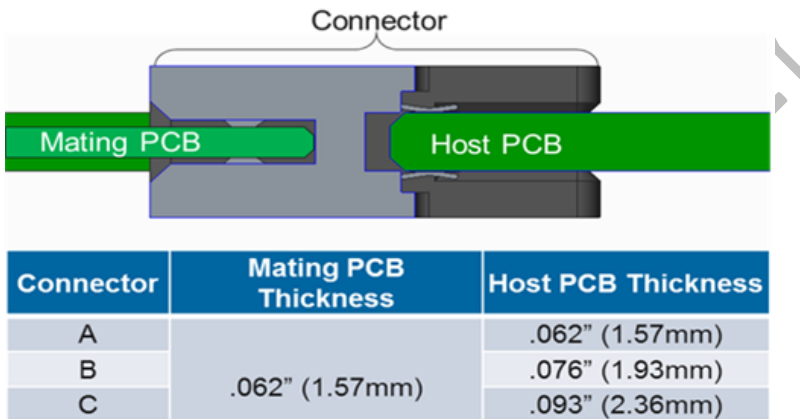 Connector
Mating PCB
Host PCB
Connector
Mating PCB
Thickness
Host PCB Thickness
A
.062” (1.57mm)
.062” (1.57mm)
B
.076” (1.93mm)
C
.093” (2.36mm)